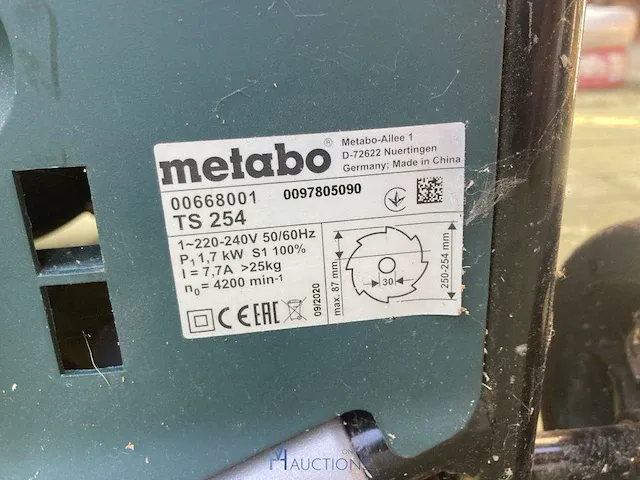 metabo®
Metabo-Allee 1
D-72622 Nuertingen
Germany; Made in China
00668001 0097805090
TS 254
1~220-240V 50/60Hz
P₁ 1,7 kW S1 100%
I = 7,7A >25kg
n₀ = 4200 min⁻¹
CE EAC
09/2020
max. 87 mm
30
250-254 mm
AUCTION